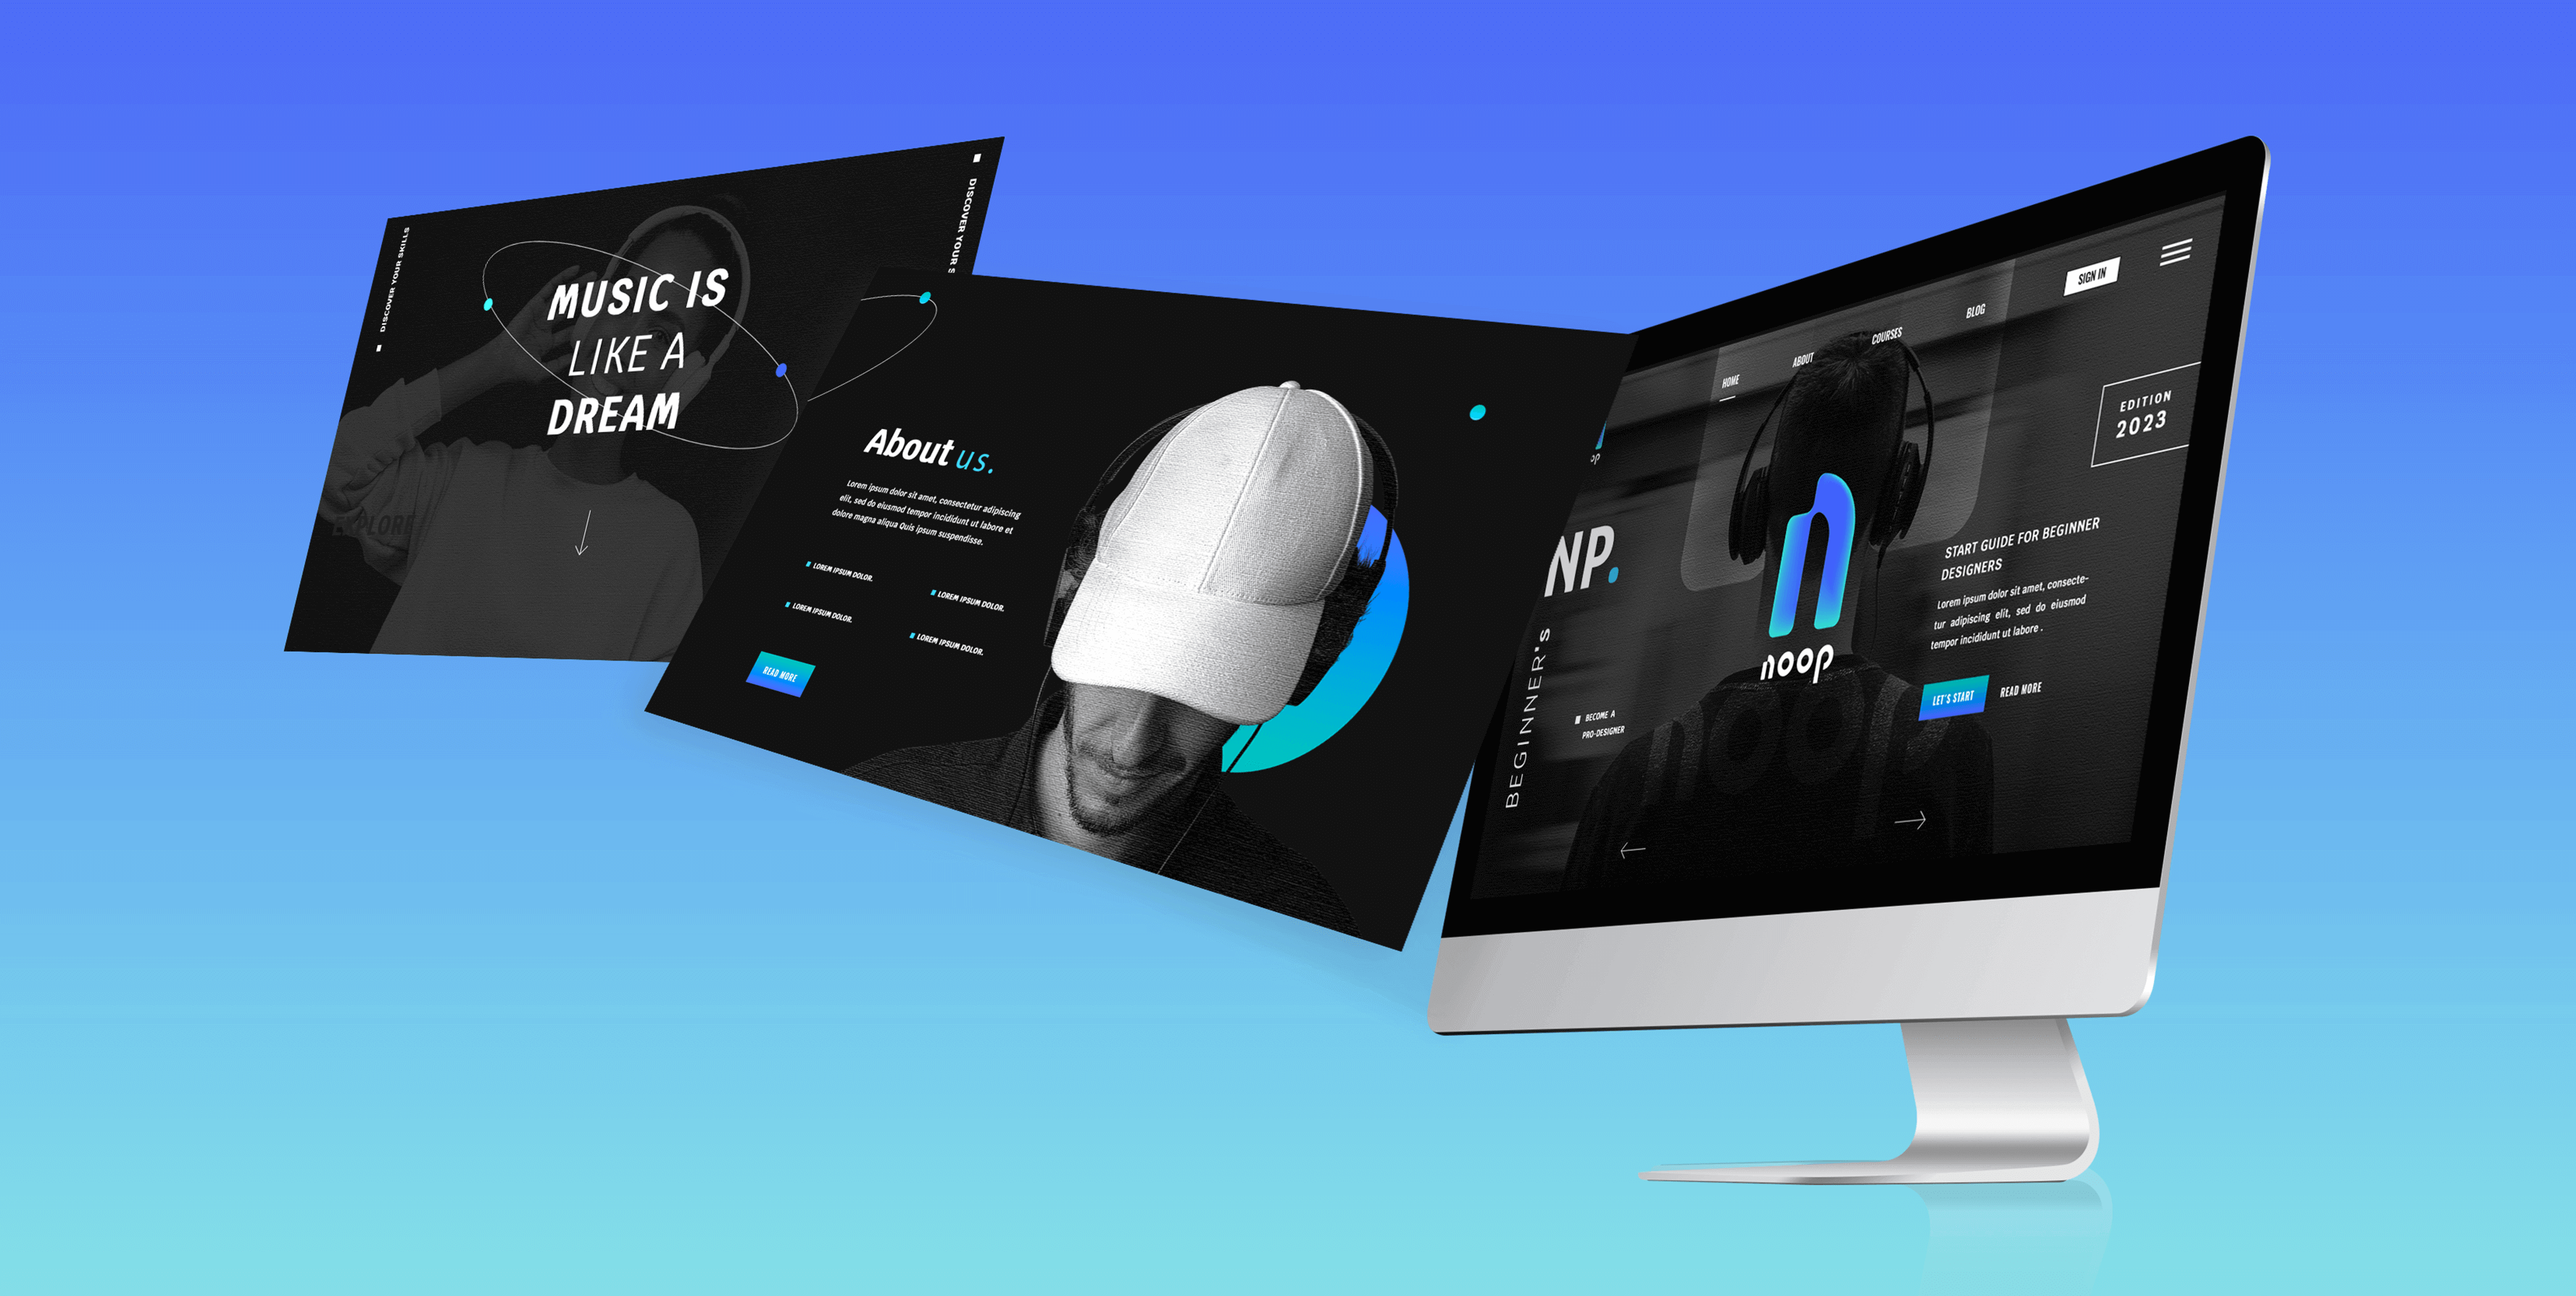 DISCOVER YOUR SKILLS
MUSIC IS
LIKE A
DREAM
DISCOVER YOUR S
EXPLORE
About us.
Lorem ipsum dolor sit amet, consectetur adipiscing
elit, sed do eiusmod tempor incididunt ut labore et
dolore magna aliqua Quis ipsum suspendisse.
LOREM IPSUM DOLOR.
LOREM IPSUM DOLOR.
LOREM IPSUM DOLOR.
LOREM IPSUM DOLOR.
READ MORE
op
HOME
ABOUT
COURSES
BLOG
SIGN IN
EDITION
2023
NP.
BEGINNER's
BECOME A
PRO-DESIGNER
n
noop
START GUIDE FOR BEGINNER
DESIGNERS
Lorem ipsum dolor sit amet, consecte-
tur adipiscing elit, sed do eiusmod
tempor incididunt ut labore .
LET'S START
READ MORE